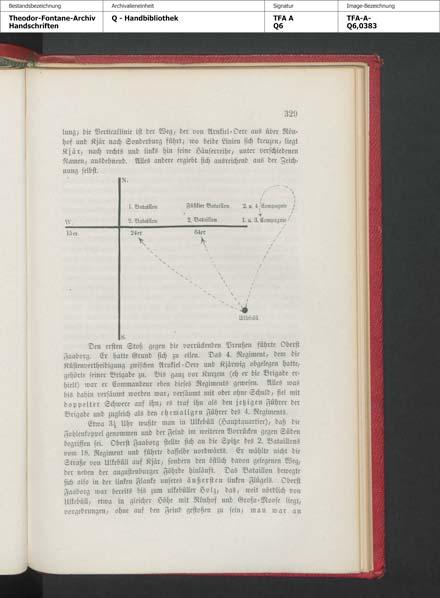 Bestandsbezeichnung
Archivalieneinheit
Signatur
Image-Bezeichnung
Theodor-Fontane-Archiv
Handschriften
Q - Handbibliothek
TFA A
Q6
TFA-A-
Q6,0383
329
lung, die Verticallinie ist der Weg, der von Arnkiel-Oere aus über Rön-
hof und Kjär nach Sonderburg führt; wo beide Linien sich kreuzen, liegt
Kjär, nach rechts und links hin seine Häuserreihe, unter verschiedenen
Namen, ausdehnend. Alles andere ergiebt sich ausreichend aus der Zeich-
nung selbst.
N.
1. Bataillon
Füsilier Bataillon
2. u. 4. Compagnie
W.
2. Bataillon
2. Bataillon
1. u. 3. Compagnie
15er
24er
64er
Ulkebüll
S.
Den ersten Stoß gegen die vorrückenden Preußen führte Oberst
Faaborg. Er hatte Grund sich zu eilen. Das 4. Regiment, dem die
Küstenvertheidigung zwischen Arnkiel-Oere und Kjärwig obgelegen hatte,
gehörte seiner Brigade zu. Bis ganz vor Kurzem (eh er die Brigade er-
hielt) war er Commandeur eben dieses Regiments gewesen. Alles was
bis dahin versäumt worden war, versäumt mit oder ohne Schuld, fiel mit
doppelter Schwere auf ihn; es traf ihn als den jetzigen Führer der
Brigade und zugleich als den ehemaligen Führer des 4. Regiments.
Etwa 3¼ Uhr wußte man in Ulkebüll (Hauptquartier), daß die
Fohlenkoppel genommen und der Feind im weiteren Vorrücken gegen Süden
begriffen sei. Oberst Faaborg stellte sich an die Spitze des 2. Bataillons
vom 18. Regiment und führte dasselbe nordwärts. Er wählte nicht die
Straße von Ulkebüll auf Kjär, sondern den östlich davon gelegenen Weg,
der neben der augustenburger Föhrde hinläuft. Das Bataillon bewegte
sich also in der linken Flanke unseres äußersten linken Flügels. Oberst
Faaborg war bereits bis zum ulkebüller Holz, das, weit nördlich von
Ulkebüll, etwa in gleicher Höhe mit Rönhof und Große-Moose liegt,
vorgedrungen, ohne auf den Feind gestoßen zu sein; man war an